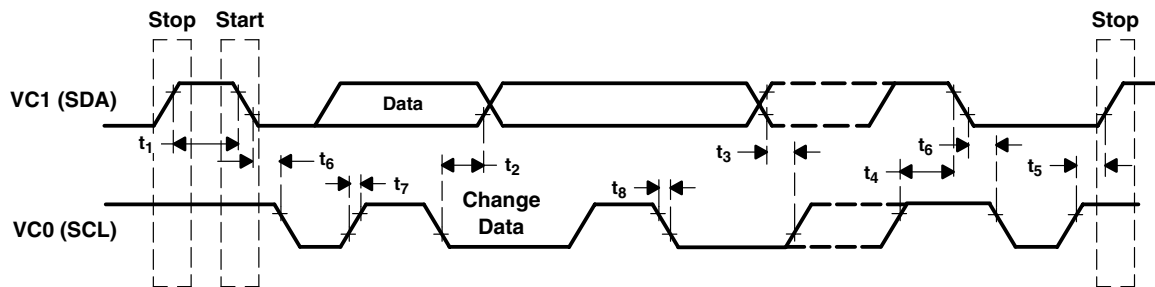 Stop Start Stop
VC1 (SDA)
Data
t1
t6
t2
t3
t6
t7
t8
t4
t5
Change
Data
VC0 (SCL)